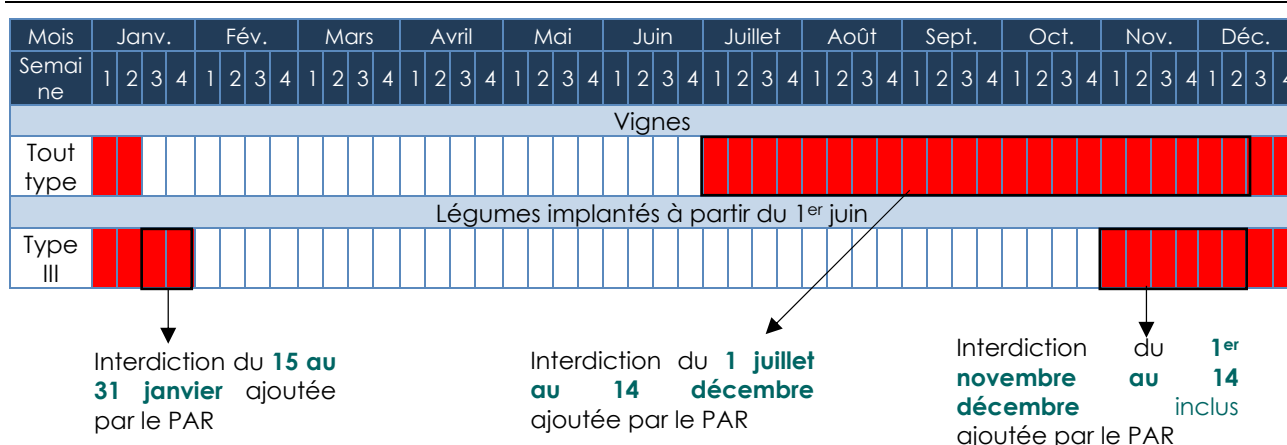 Mois Janv. Fév. Mars Avril Mai Juin Juillet Août Sept. Oct. Nov. Déc.
Semai
ne 1 2 3 4 1 2 3 4 1 2 3 4 1 2 3 4 1 2 3 4 1 2 3 4 1 2 3 4 1 2 3 4 1 2 3 4 1 2 3 4 1 2 3 4 1 2 3 4
Vignes
Tout
type
Légumes implantés à partir du 1er juin
Type
III
Interdiction du 15 au
31 janvier ajoutée
par le PAR
Interdiction du 1 juillet
au 14 décembre
ajoutée par le PAR
Interdiction du 1er
novembre au 14
décembre inclus
ajoutée par le PAR